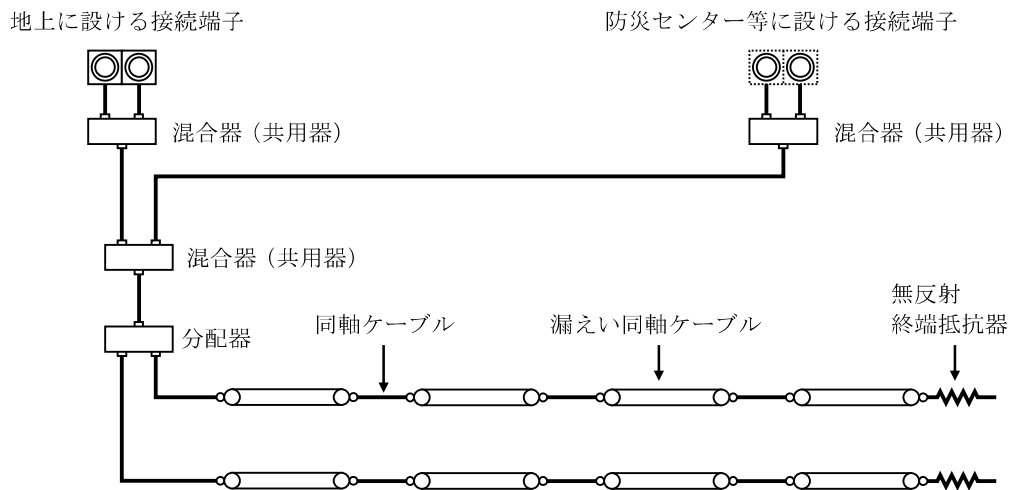 地上に設ける接続端子
防災センター等に設ける接続端子
混合器（共用器）
混合器（共用器）
混合器（共用器）
無反射
終端抵抗器
同軸ケーブル
漏えい同軸ケーブル
分配器